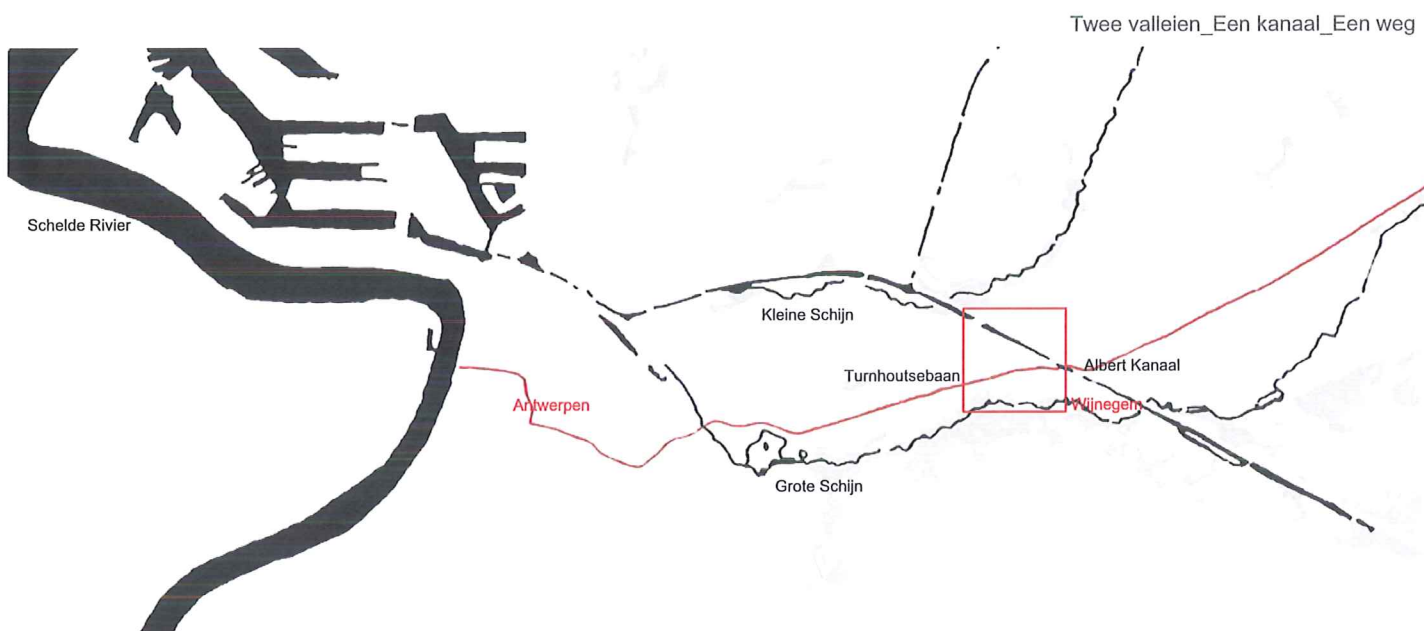 Twee valleien_Een kanaal_Een weg
Schelde Rivier
Kleine Schijn
Turnhoutsebaan
Albert Kanaal
Antwerpen
Wijnegem
Grote Schijn